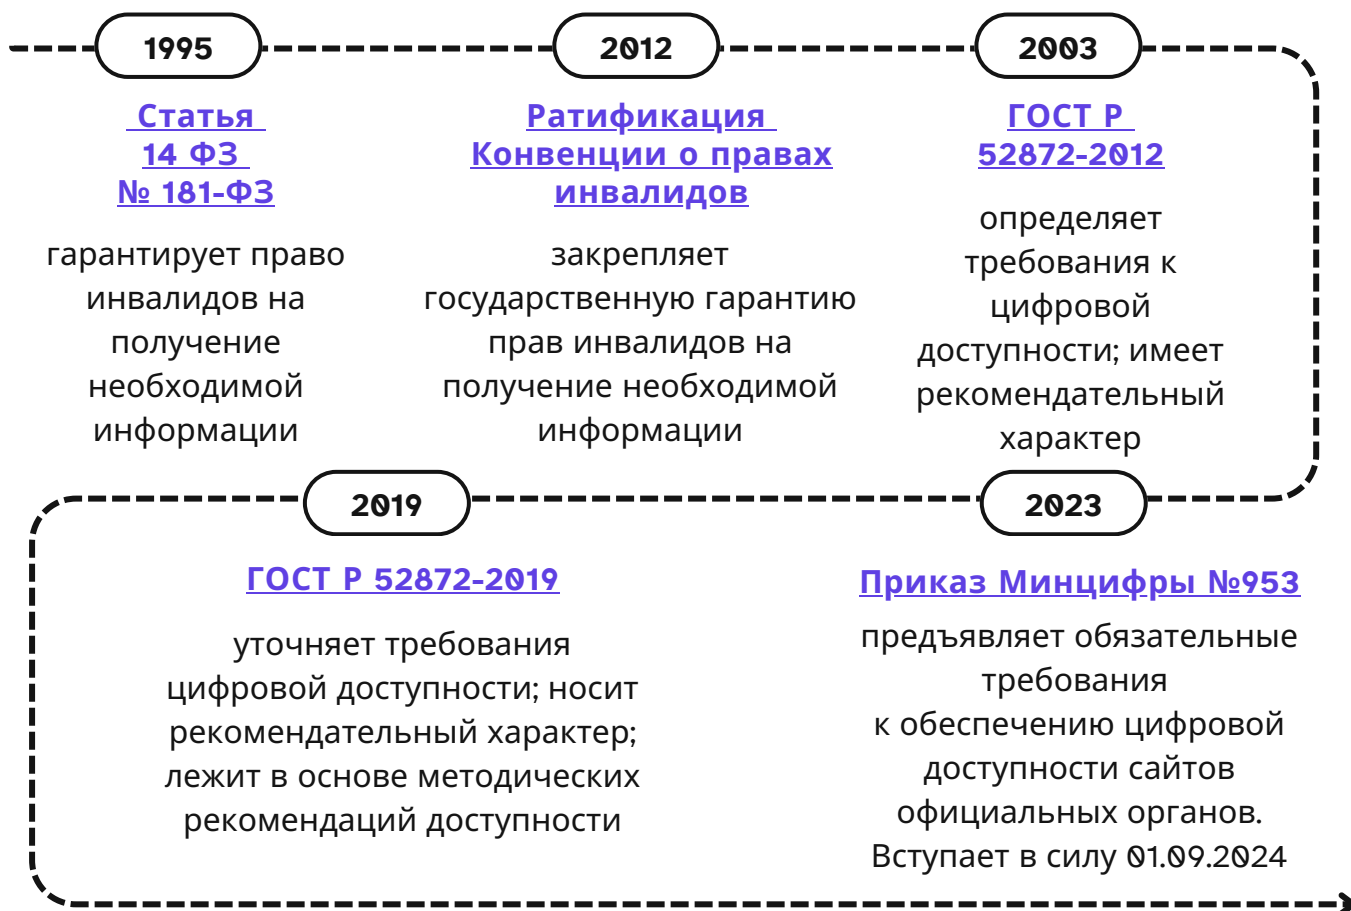 1995
Статья
14 ФЗ
№ 181-ФЗ
гарантирует право
инвалидов на
получение
необходимой
информации
2012
Ратификация
Конвенции о правах
инвалидов
закрепляет
государственную гарантию
прав инвалидов на
получение необходимой
информации
2003
ГОСТ Р
52872-2012
определяет
требования к
цифровой
доступности; имеет
рекомендательный
характер
2019
ГОСТ Р 52872-2019
уточняет требования
цифровой доступности; носит
рекомендательный характер;
лежит в основе методических
рекомендаций доступности
2023
Приказ Минцифры №953
предъявляет обязательные
требования
к обеспечению цифровой
доступности сайтов
официальных органов.
Вступает в силу 01.09.2024